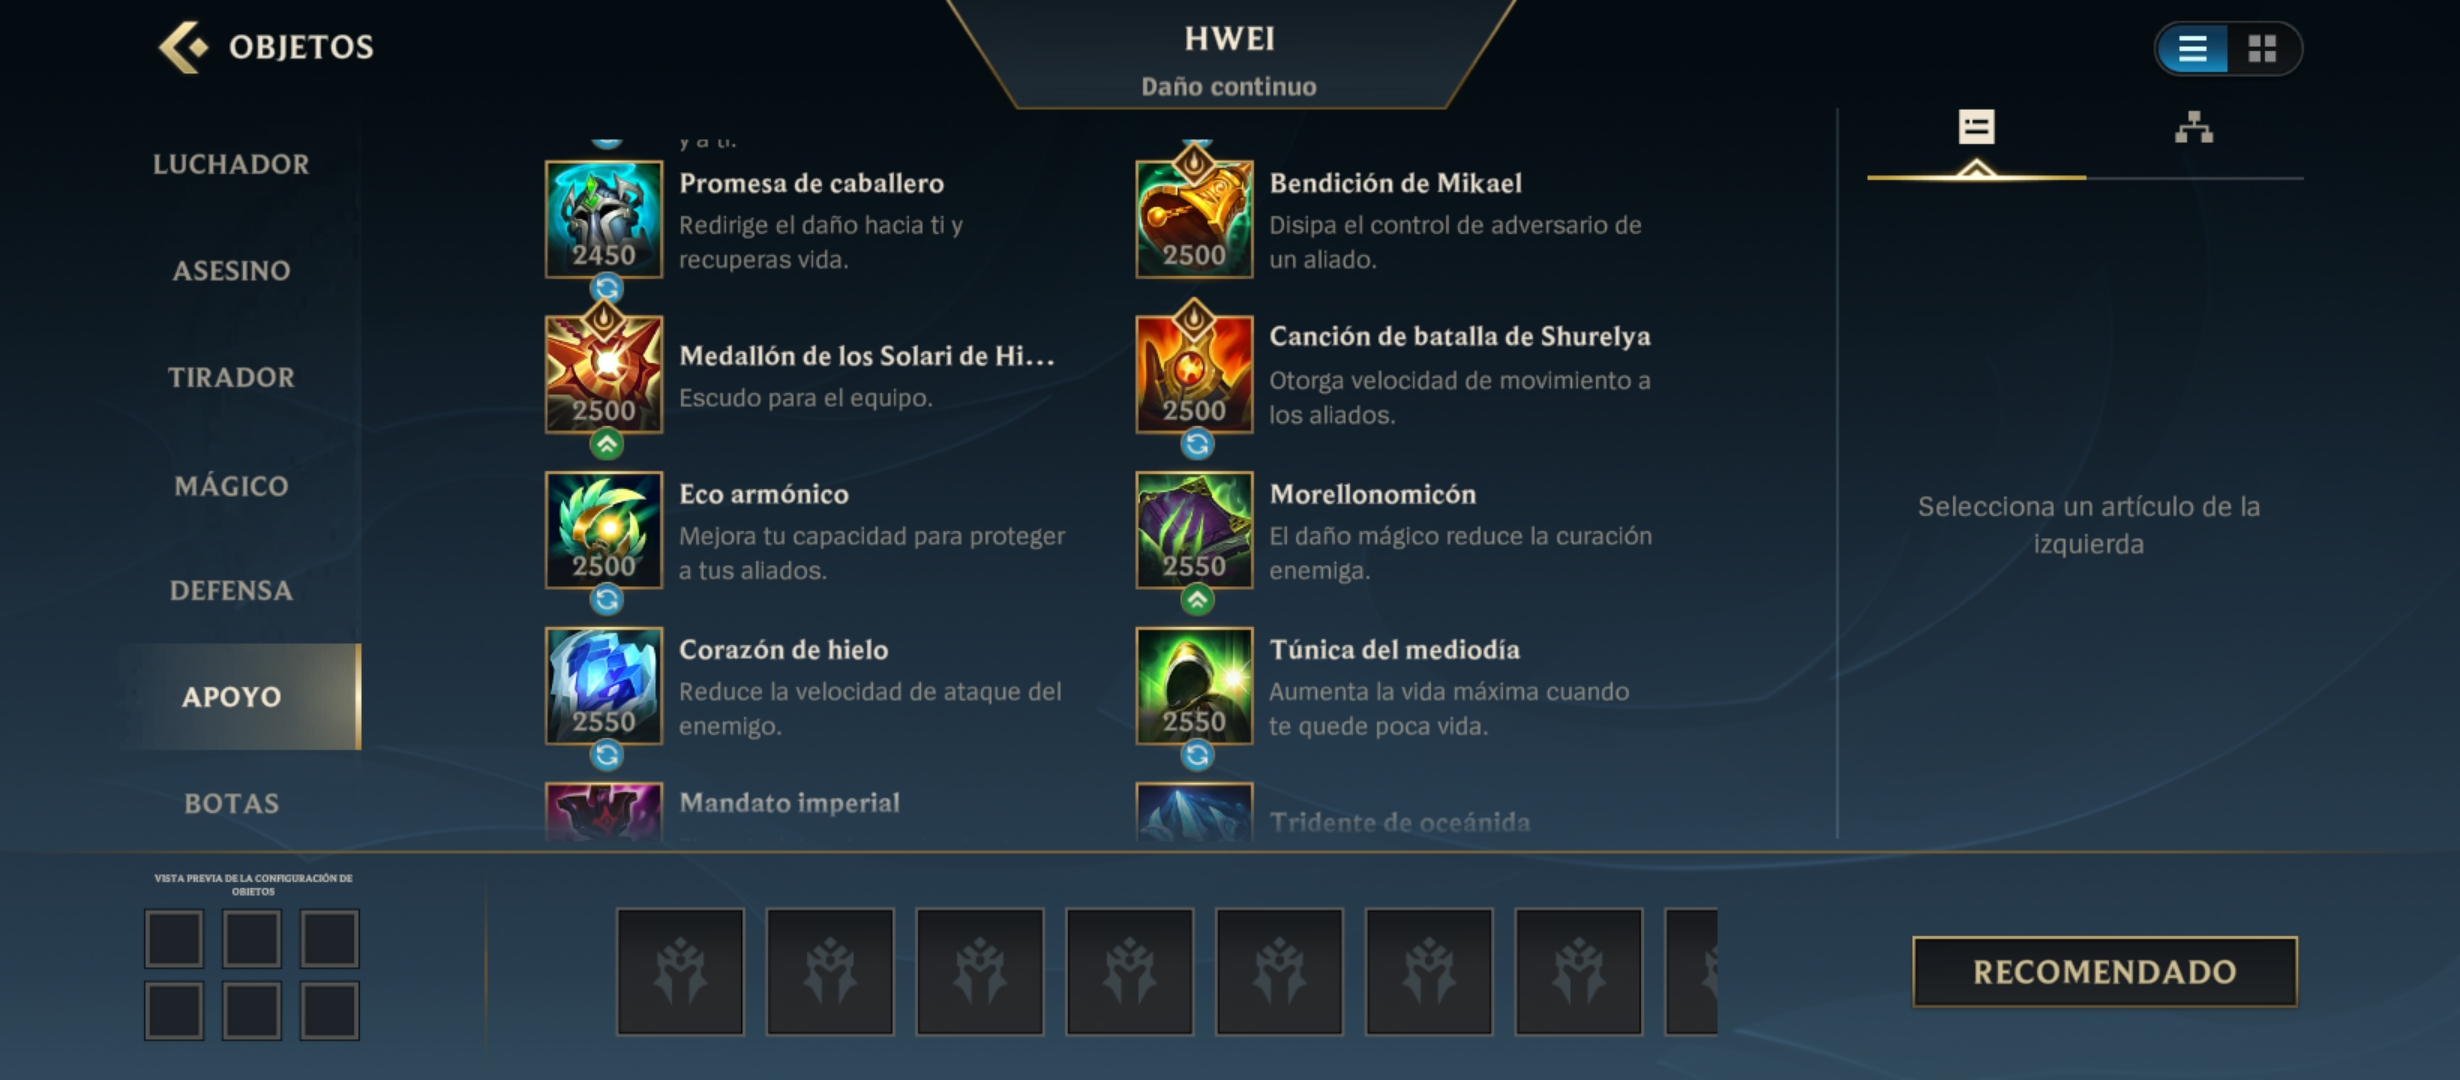 OBJETOS
HWEI
Daño continuo
LUCHADOR
ASESINO
TIRADOR
MÁGICO
DEFENSA
APOYO
BOTAS
y a ti.
Promesa de caballero
Redirige el daño hacia ti y
recuperas vida.
2450
Bendición de Mikael
Disipa el control de adversario de
un aliado.
2500
Medallón de los Solari de Hi...
Escudo para el equipo.
2500
Canción de batalla de Shurelya
Otorga velocidad de movimiento a
los aliados.
2500
Eco armónico
Mejora tu capacidad para proteger
a tus aliados.
2500
Morellonomicón
El daño mágico reduce la curación
enemiga.
2550
Corazón de hielo
Reduce la velocidad de ataque del
enemigo.
2550
Túnica del mediodía
Aumenta la vida máxima cuando
te quede poca vida.
2550
Mandato imperial
Tridente de oceánida
Selecciona un artículo de la
izquierda
VISTA PREVIA DE LA CONFIGURACIÓN DE
OBJETOS
RECOMENDADO